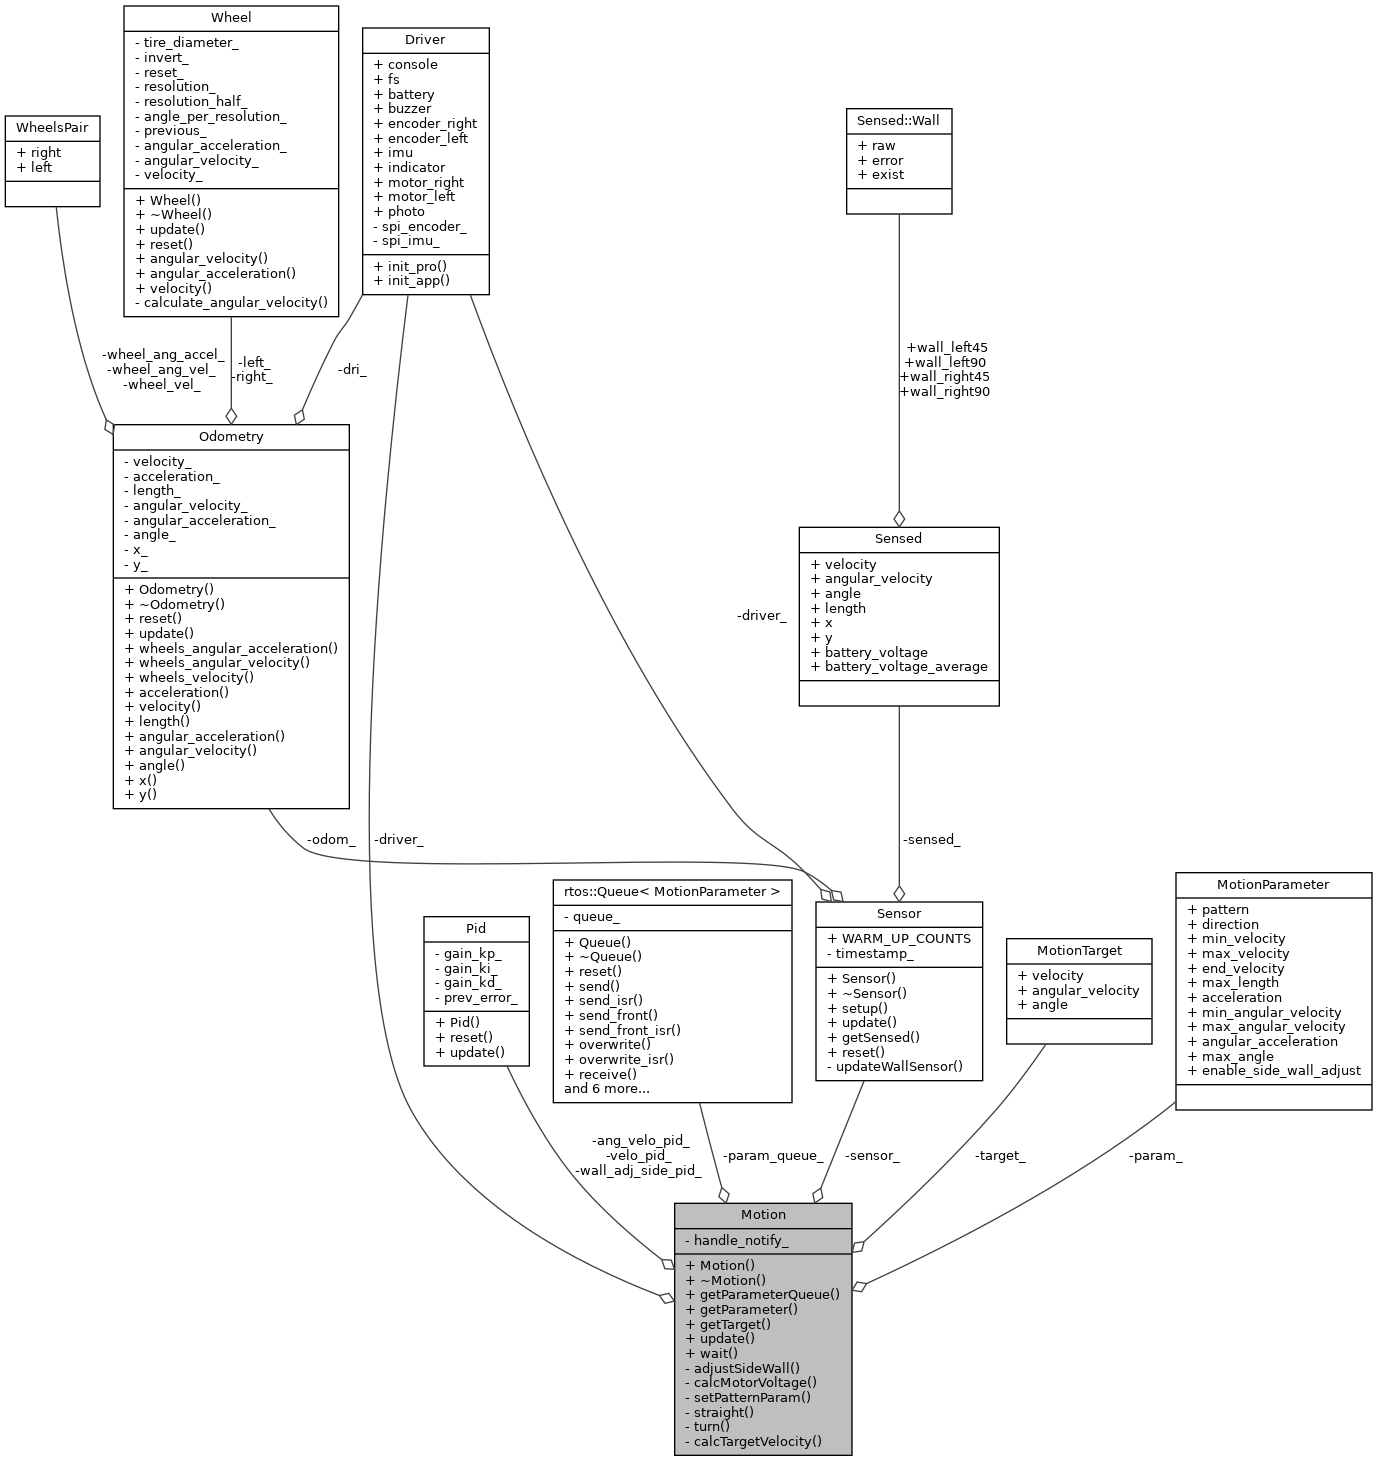 Wheel
- tire_diameter_
- invert_
- reset_
- resolution_
- resolution_half_
- angle_per_resolution_
- previous_
- angular_acceleration_
- angular_velocity_
- velocity_
+ Wheel()
+ ~Wheel()
+ update()
+ reset()
+ angular_velocity()
+ angular_acceleration()
+ velocity()
- calculate_angular_velocity()
Driver
+ console
+ fs
+ battery
+ buzzer
+ encoder_right
+ encoder_left
+ imu
+ indicator
+ motor_right
+ motor_left
+ photo
- spi_encoder_
- spi_imu_
+ init_pro()
+ init_app()
WheelsPair
+ right
+ left
Sensed::Wall
+ raw
+ error
+ exist
-wheel_ang_accel_
-wheel_ang_vel_
-wheel_vel_
-left_
-right_
-dri_
+wall_left45
+wall_left90
+wall_right45
+wall_right90
Odometry
- velocity_
- acceleration_
- length_
- angular_velocity_
- angular_acceleration_
- angle_
- x_
- y_
+ Odometry()
+ ~Odometry()
+ reset()
+ update()
+ wheels_angular_acceleration()
+ wheels_angular_velocity()
+ wheels_velocity()
+ acceleration()
+ velocity()
+ length()
+ angular_acceleration()
+ angular_velocity()
+ angle()
+ x()
+ y()
-driver_
Sensed
+ velocity
+ angular_velocity
+ angle
+ length
+ x
+ y
+ battery_voltage
+ battery_voltage_average
-odom_
-driver_
-sensed_
Pid
- gain_kp_
- gain_ki_
- gain_kd_
- prev_error_
+ Pid()
+ reset()
+ update()
rtos::Queue< MotionParameter >
- queue_
+ Queue()
+ ~Queue()
+ reset()
+ send()
+ send_isr()
+ send_front()
+ send_front_isr()
+ overwrite()
+ overwrite_isr()
+ receive()
and 6 more...
Sensor
+ WARM_UP_COUNTS
- timestamp_
+ Sensor()
+ ~Sensor()
+ setup()
+ update()
+ getSensed()
+ reset()
- updateWallSensor()
MotionTarget
+ velocity
+ angular_velocity
+ angle
MotionParameter
+ pattern
+ direction
+ min_velocity
+ max_velocity
+ end_velocity
+ max_length
+ acceleration
+ min_angular_velocity
+ max_angular_velocity
+ angular_acceleration
+ max_angle
+ enable_side_wall_adjust
-ang_velo_pid_
-velo_pid_
-wall_adj_side_pid_
-param_queue_
-sensor_
-target_
-param_
Motion
- handle_notify_
+ Motion()
+ ~Motion()
+ getParameterQueue()
+ getParameter()
+ getTarget()
+ update()
+ wait()
- adjustSideWall()
- calcMotorVoltage()
- setPatternParam()
- straight()
- turn()
- calcTargetVelocity()